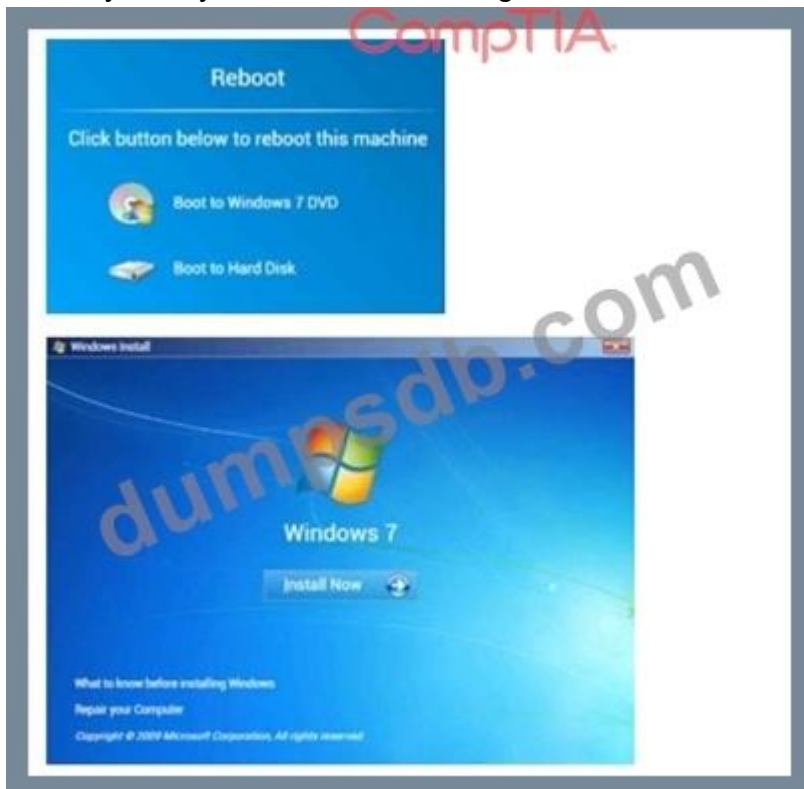 CompTIA.
Reboot
Click button below to reboot this machine
Boot to Windows 7 DVD
Boot to Hard Disk
Windows Install
dumpsdb.com
Windows 7
Install Now
What to know before installing Windows
Repair your Computer
Copyright © 2009 Microsoft Corporation. All rights reserved